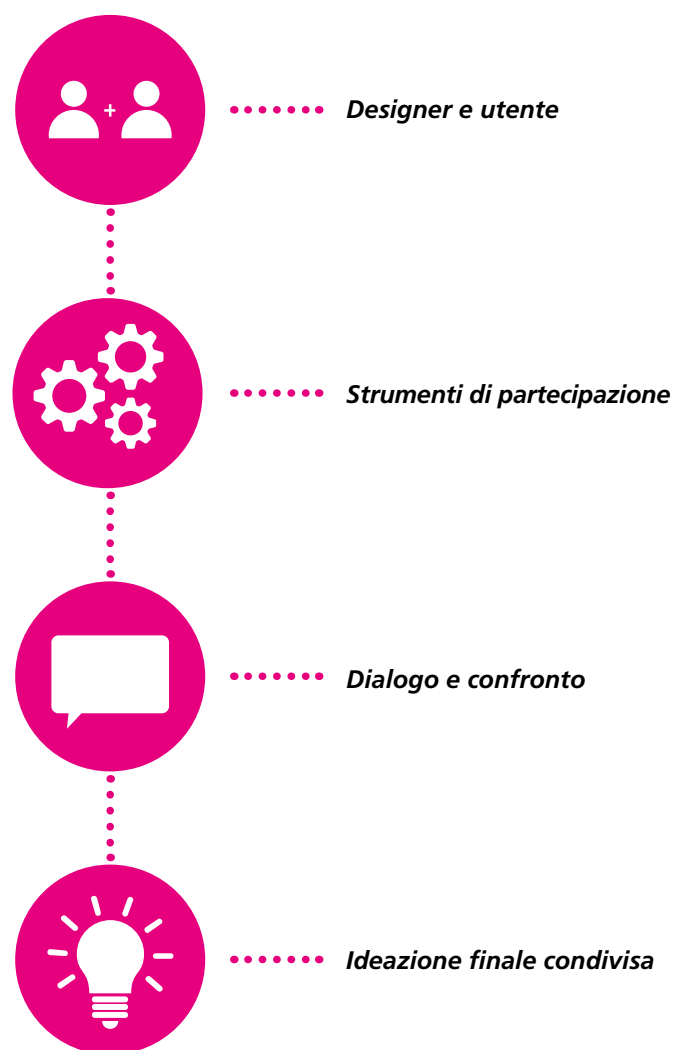 Designer e utente
Strumenti di partecipazione
Dialogo e confronto
Ideazione finale condivisa